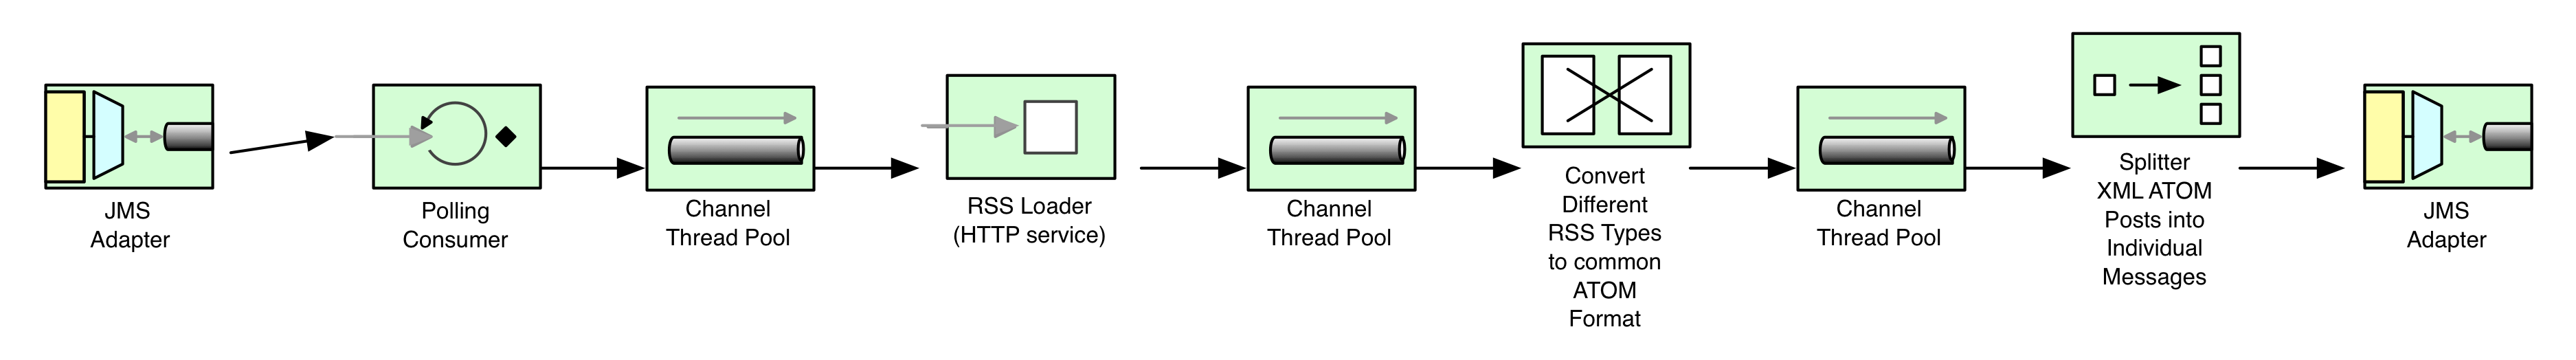 JMS
Adapter
Polling
Consumer
Channel
Thread Pool
RSS Loader
(HTTP service)
Channel
Thread Pool
Convert
Different
RSS Types
to common
ATOM
Format
Channel
Thread Pool
Splitter
XML ATOM
Posts into
Individual
Messages
JMS
Adapter